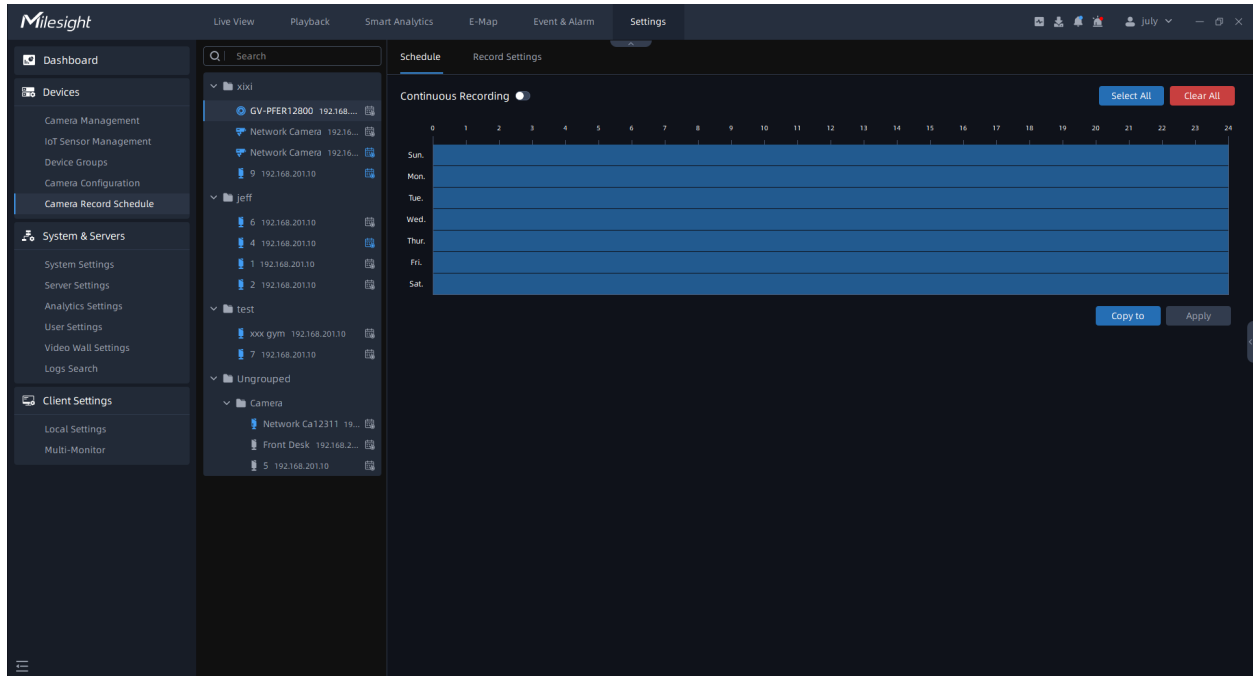 Milesight
Live View Playback Smart Analytics E-Map Event & Alarm Settings july
Dashboard
Devices
Camera Management
IoT Sensor Management
Device Groups
Camera Configuration
Camera Record Schedule
System & Servers
System Settings
Server Settings
Analytics Settings
User Settings
Video Wall Settings
Logs Search
Client Settings
Local Settings
Multi-Monitor
Search
xixi
GV-PFER12800 192.168....
Network Camera 192.16...
Network Camera 192.16...
9 192.168.201.10
jeff
6 192.168.201.10
4 192.168.201.10
1 192.168.201.10
2 192.168.201.10
test
xxx gym 192.168.201.10
7 192.168.201.10
Ungrouped
Camera
Network Ca12311 19...
Front Desk 192.168.2...
5 192.168.201.10
Schedule Record Settings
Continuous Recording Select All Clear All
0 1 2 3 4 5 6 7 8 9 10 11 12 13 14 15 16 17 18 19 20 21 22 23 24
Sun.
Mon.
Tue.
Wed.
Thur.
Fri.
Sat.
Copy to Apply